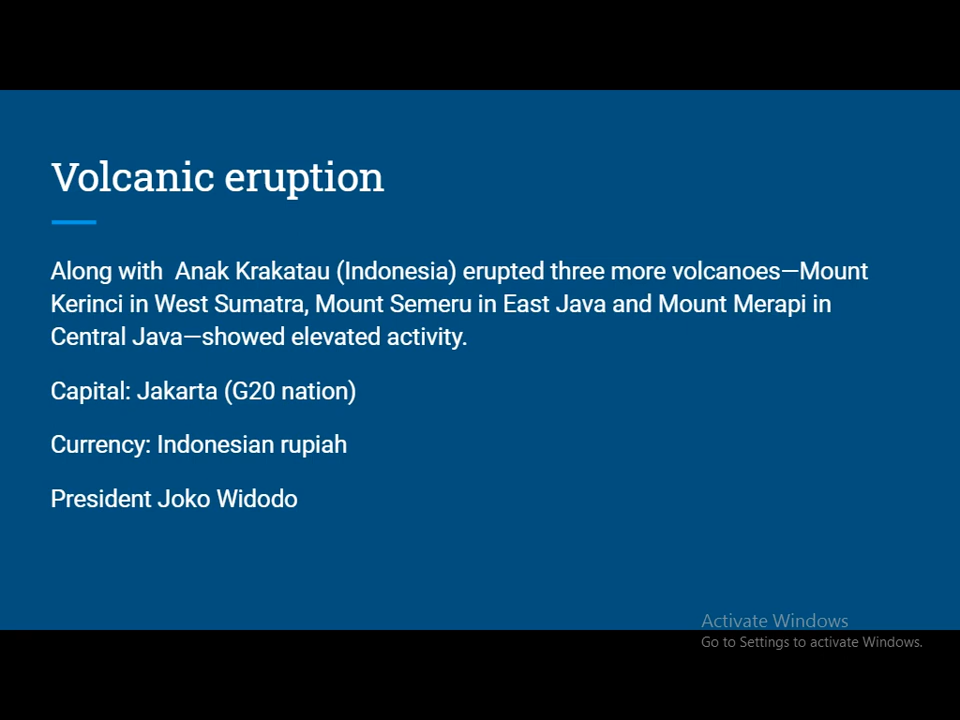 Volcanic eruption
Along with  Anak Krakatau (Indonesia) erupted three more volcanoes—Mount
Kerinci in West Sumatra, Mount Semeru in East Java and Mount Merapi in
Central Java—showed elevated activity.
Capital: Jakarta (G20 nation)
Currency: Indonesian rupiah
President Joko Widodo
Activate Windows
Go to Settings to activate Windows.